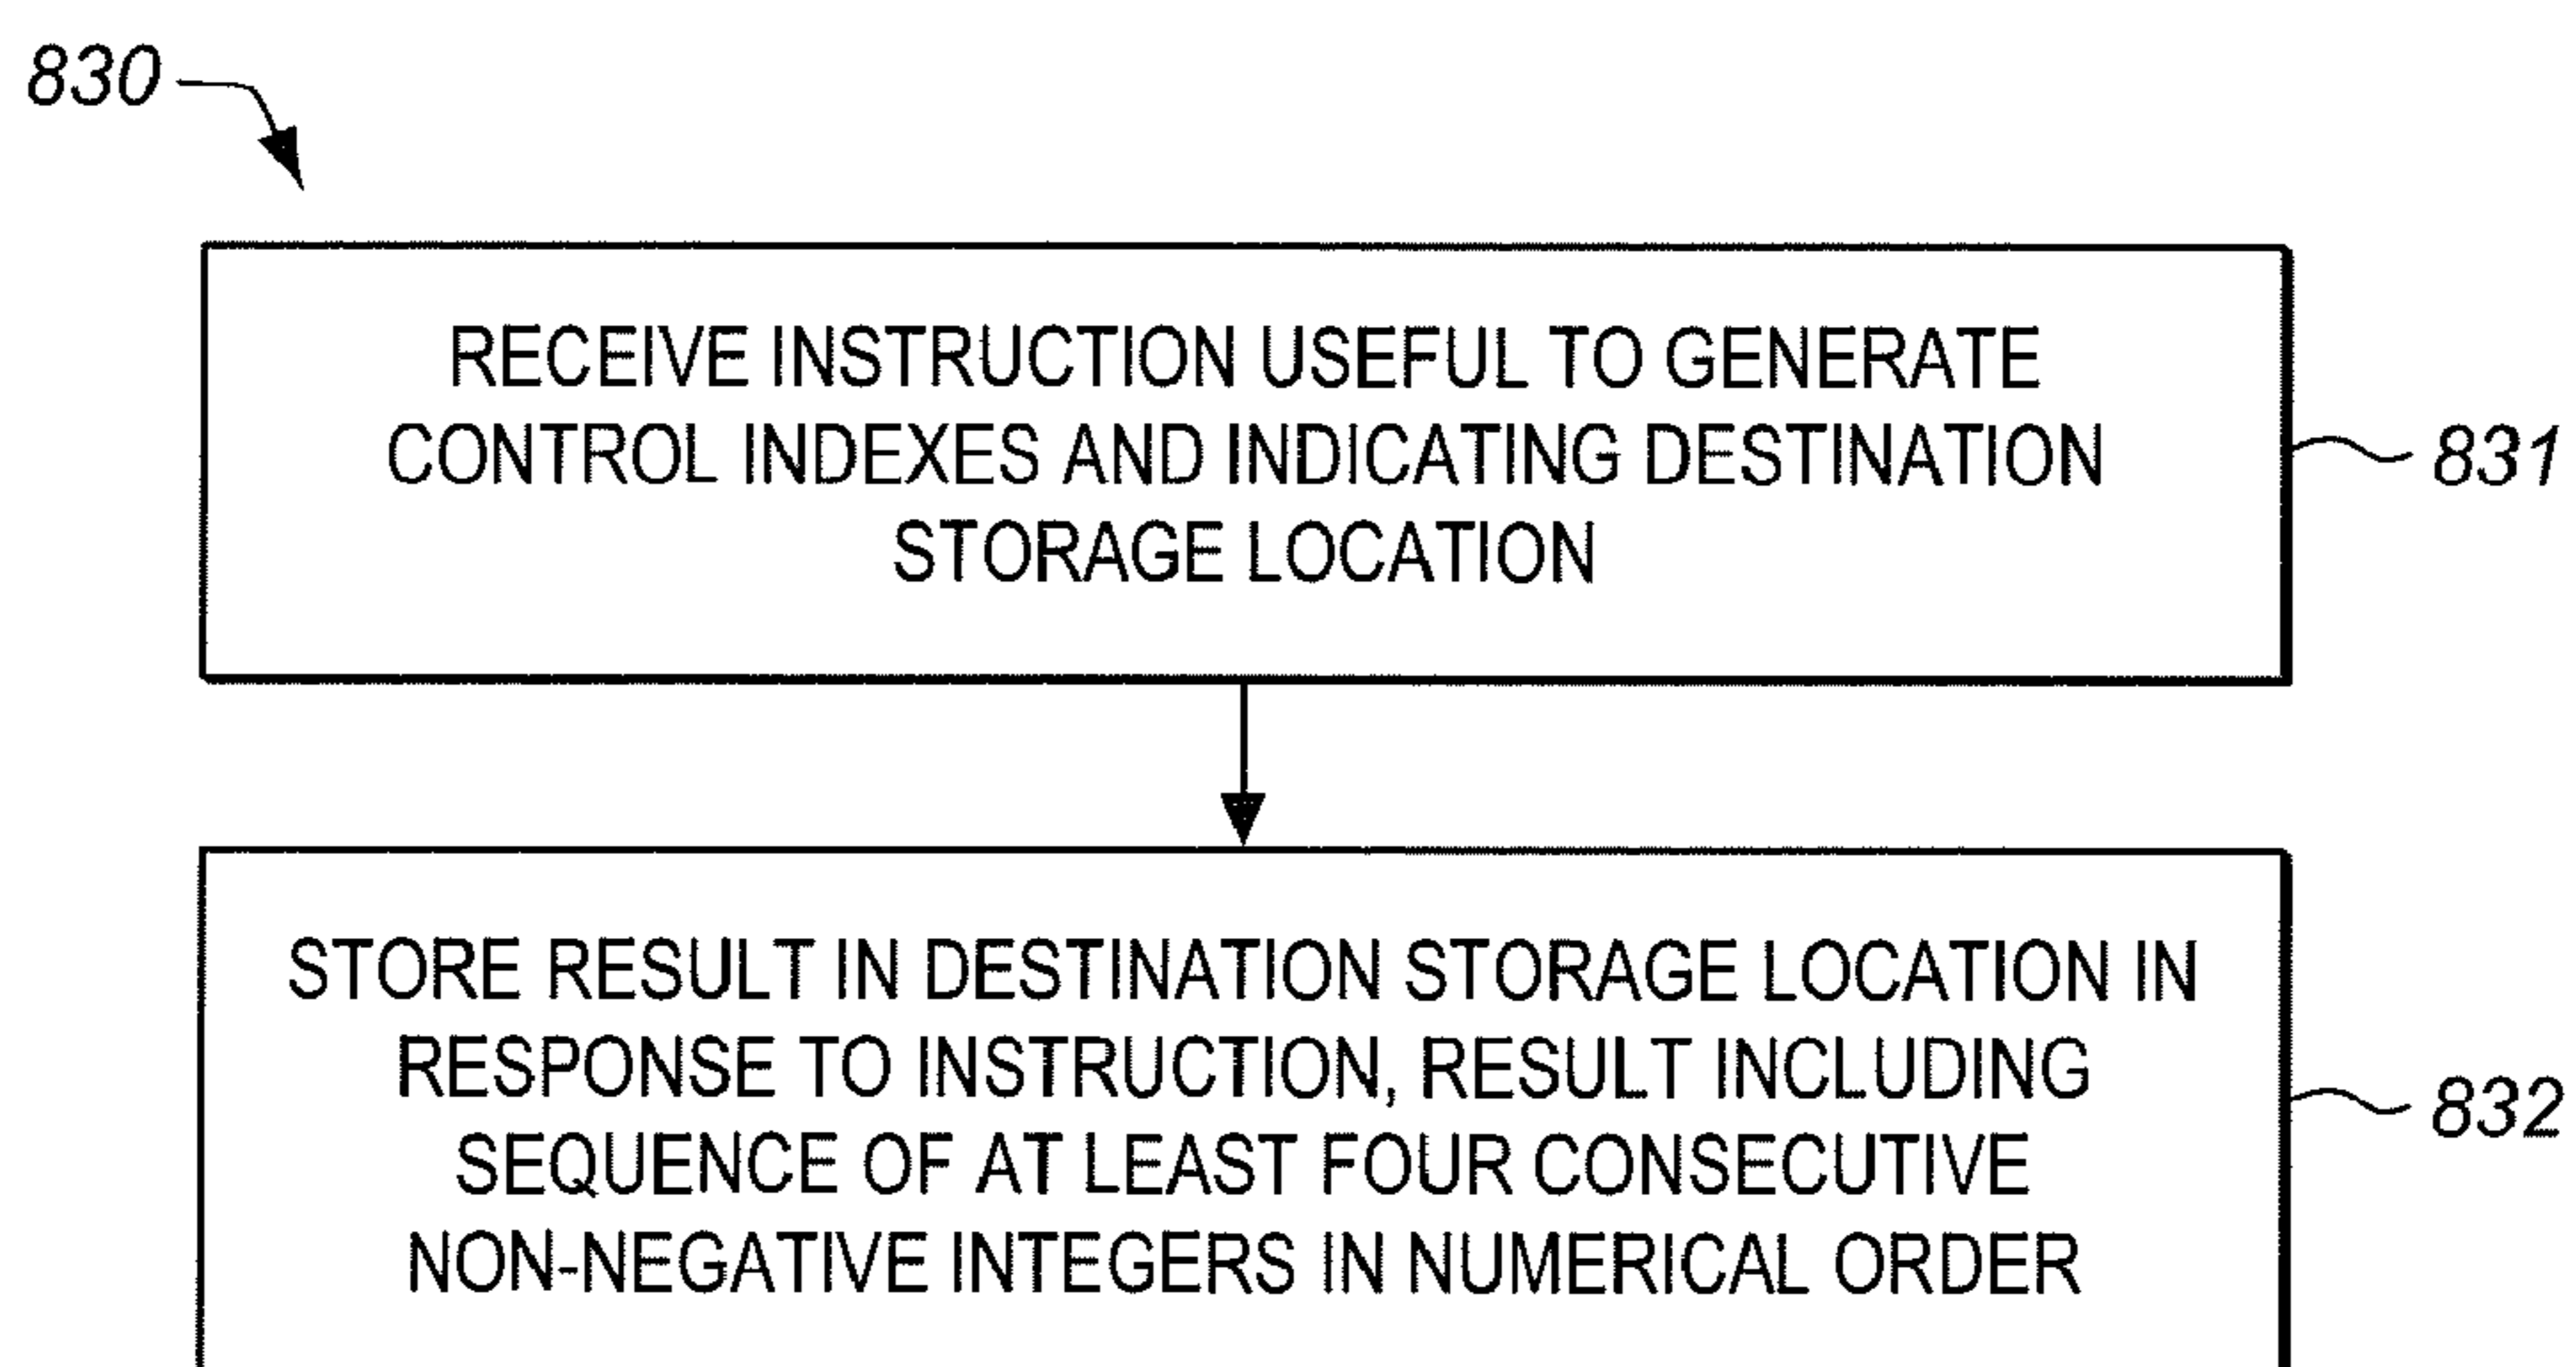 830
RECEIVE INSTRUCTION USEFUL TO GENERATE
CONTROL INDEXES AND INDICATING DESTINATION
STORAGE LOCATION
831
STORE RESULT IN DESTINATION STORAGE LOCATION IN
RESPONSE TO INSTRUCTION, RESULT INCLUDING
SEQUENCE OF AT LEAST FOUR CONSECUTIVE
NON-NEGATIVE INTEGERS IN NUMERICAL ORDER
832